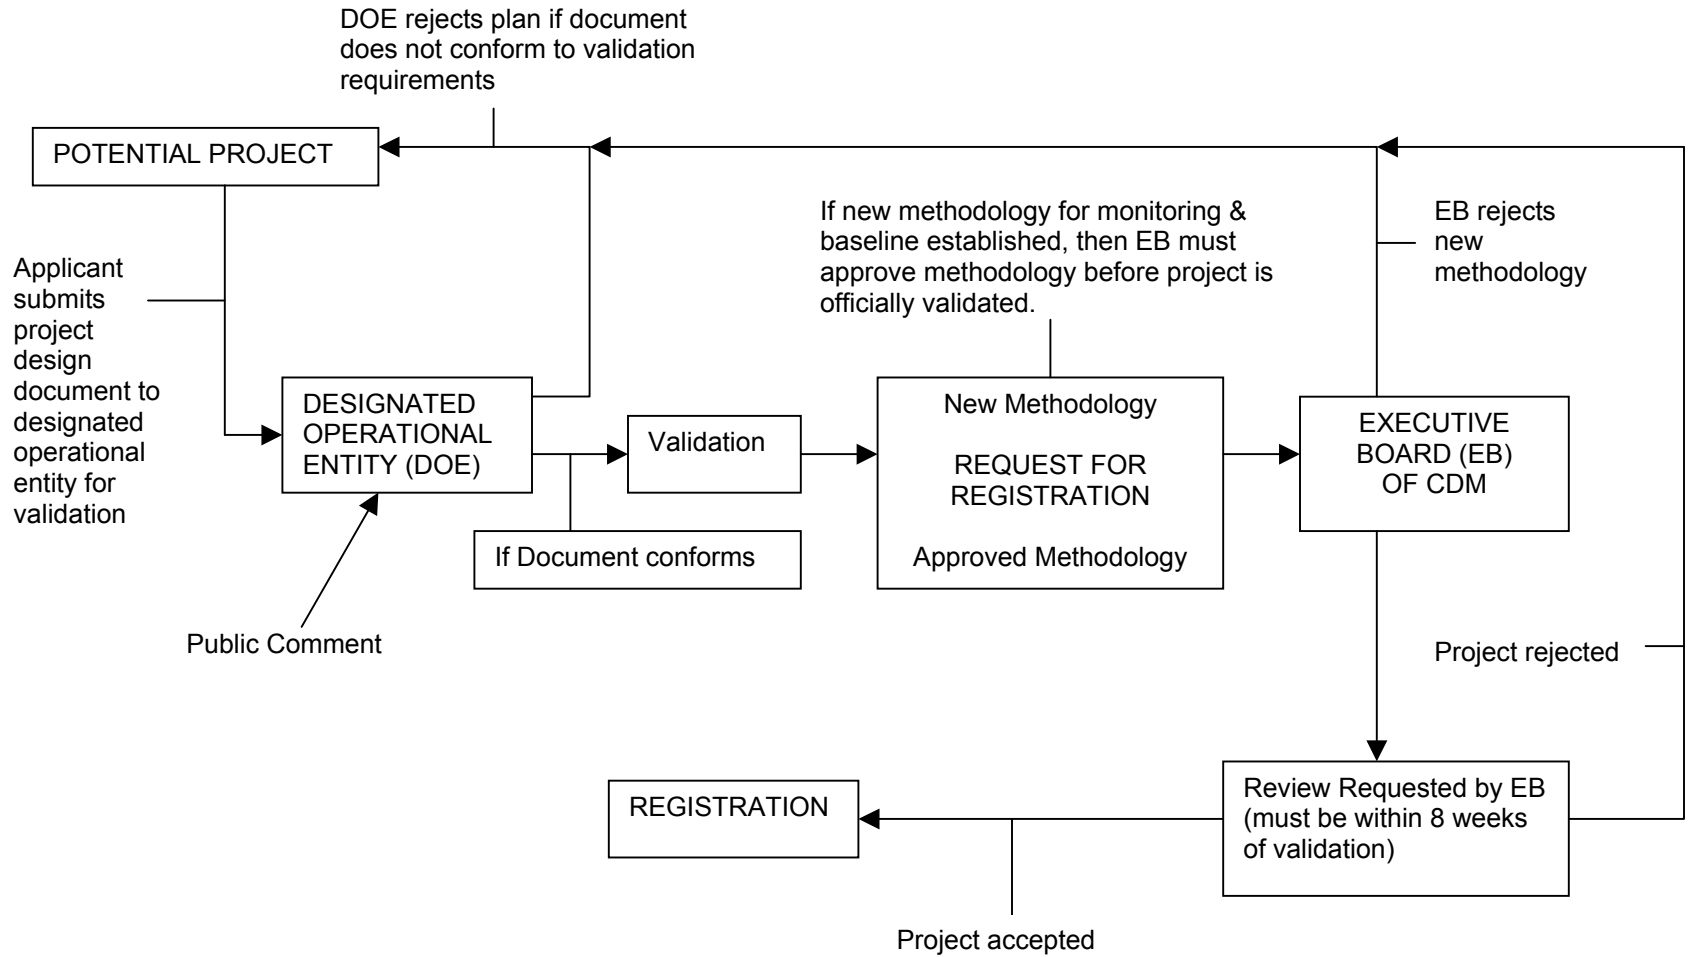 DOE rejects plan if document
does not conform to validation
requirements
POTENTIAL PROJECT
Applicant
submits
project
design
document to
designated
operational
entity for
validation
If new methodology for monitoring &
baseline established, then EB must
approve methodology before project is
officially validated.
EB rejects
new
methodology
DESIGNATED
OPERATIONAL
ENTITY (DOE)
Validation
New Methodology
REQUEST FOR
REGISTRATION
Approved Methodology
EXECUTIVE
BOARD (EB)
OF CDM
If Document conforms
Public Comment
Project rejected
REGISTRATION
Review Requested by EB
(must be within 8 weeks
of validation)
Project accepted